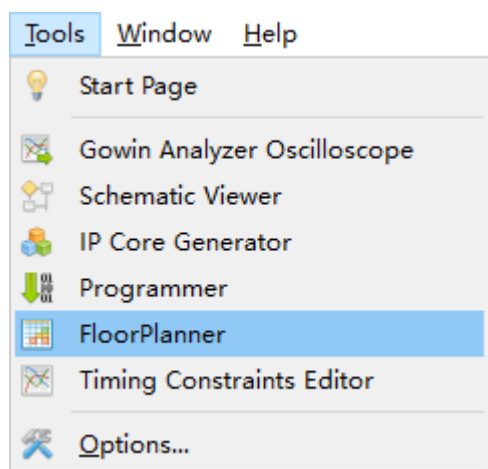 Tools Window Help
Start Page
Gowin Analyzer Oscilloscope
Schematic Viewer
IP Core Generator
Programmer
FloorPlanner
Timing Constraints Editor
Options...